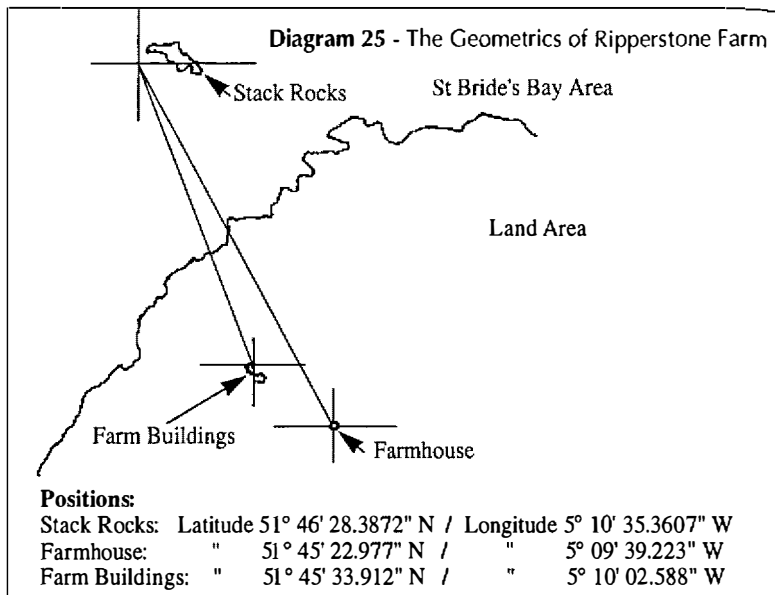 Diagram 25 - The Geometrics of Ripperstone Farm
St Bride's Bay Area
Stack Rocks
Land Area
Farm Buildings
Farmhouse
Positions:
Stack Rocks: Latitude 51° 46' 28.3872" N / Longitude 5° 10' 35.3607" W
Farmhouse: " 51° 45' 22.977" N / " 5° 09' 39.223" W
Farm Buildings: " 51° 45' 33.912" N / " 5° 10' 02.588" W